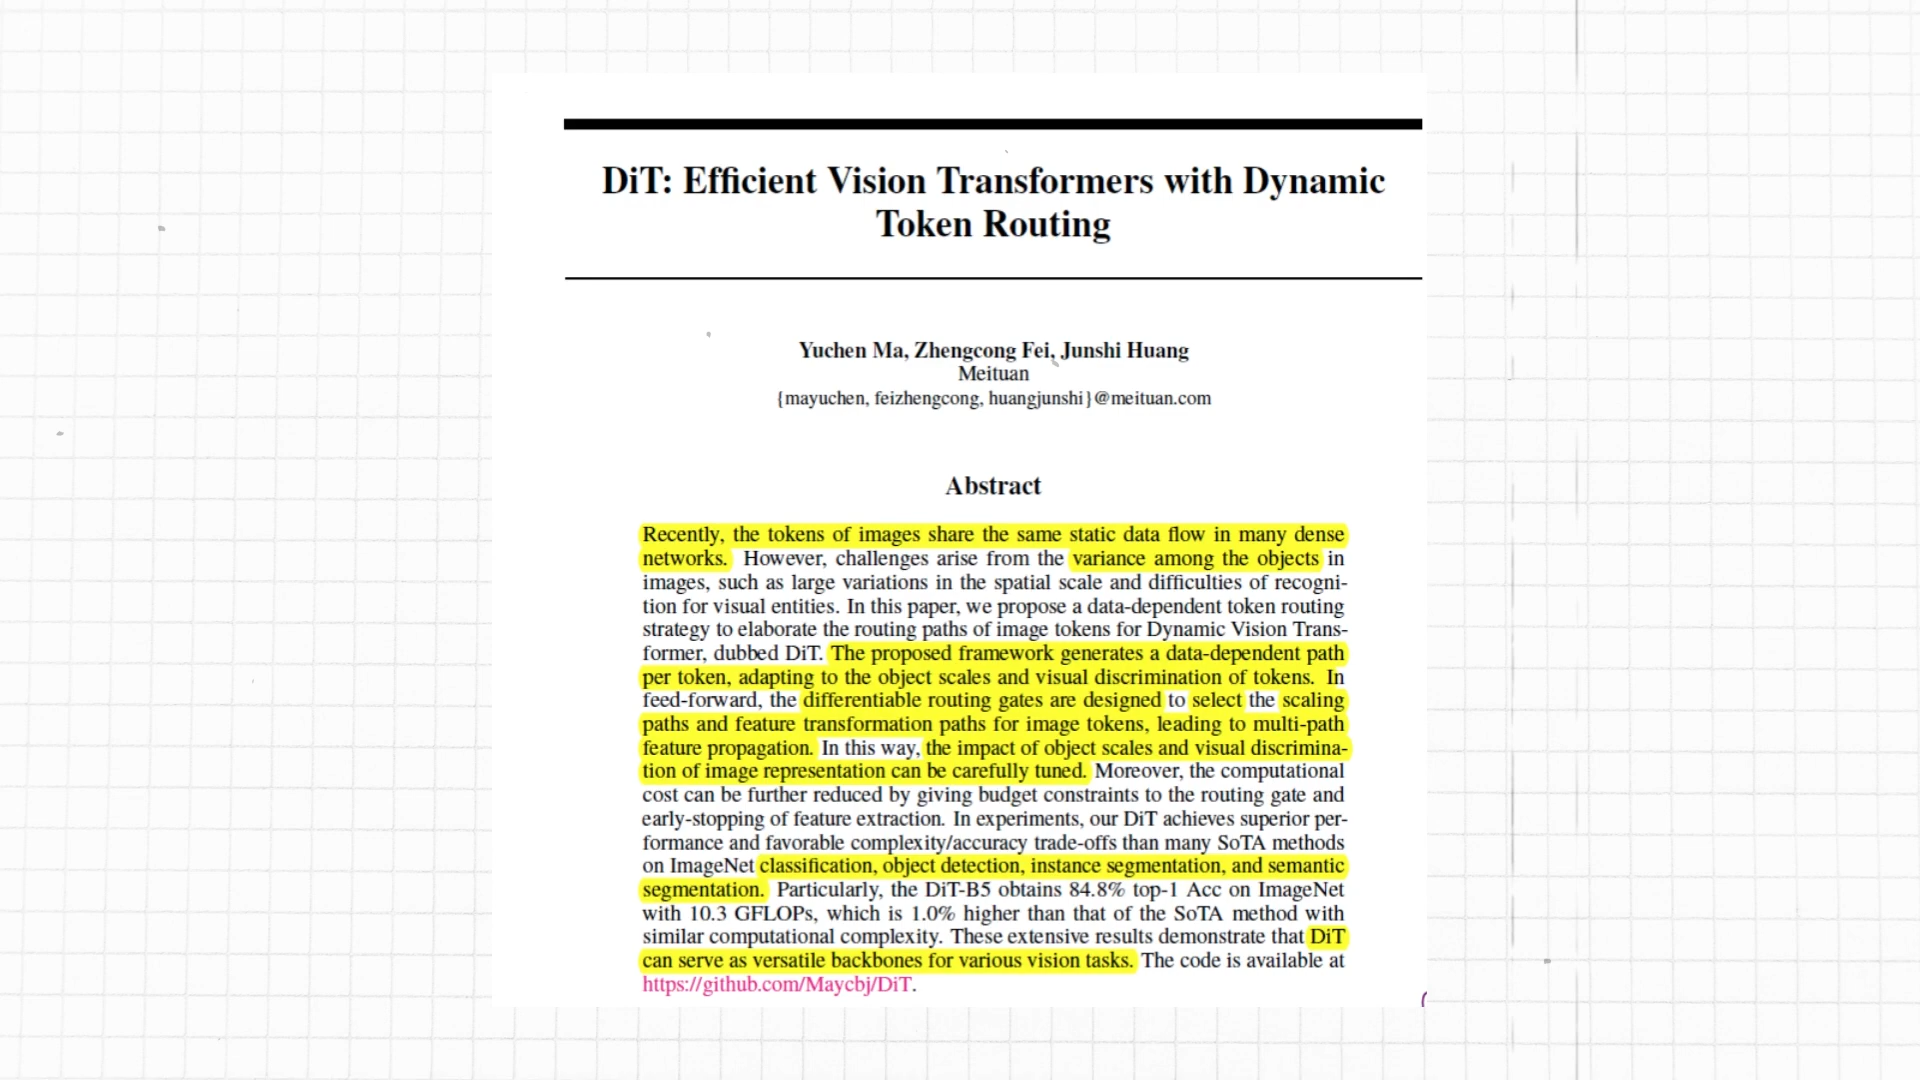 DiT: Efficient Vision Transformers with Dynamic
Token Routing
Yuchen Ma, Zhengcong Fei, Junshi Huang
Meituan
{mayuchen, feizhengcong, huangjunshi}@meituan.com
Abstract
Recently, the tokens of images share the same static data flow in many dense
networks. However, challenges arise from the variance among the objects in
images, such as large variations in the spatial scale and difficulties of recogni-
tion for visual entities. In this paper, we propose a data-dependent token routing
strategy to elaborate the routing paths of image tokens for Dynamic Vision Trans-
former, dubbed DiT. The proposed framework generates a data-dependent path
per token, adapting to the object scales and visual discrimination of tokens. In
feed-forward, the differentiable routing gates are designed to select the scaling
paths and feature transformation paths for image tokens, leading to multi-path
feature propagation. In this way, the impact of object scales and visual discrimina-
tion of image representation can be carefully tuned. Moreover, the computational
cost can be further reduced by giving budget constraints to the routing gate and
early-stopping of feature extraction. In experiments, our DiT achieves superior per-
formance and favorable complexity/accuracy trade-offs than many SoTA methods
on ImageNet classification, object detection, instance segmentation, and semantic
segmentation. Particularly, the DiT-B5 obtains 84.8% top-1 Acc on ImageNet
with 10.3 GFLOPs, which is 1.0% higher than that of the SoTA method with
similar computational complexity. These extensive results demonstrate that DiT
can serve as versatile backbones for various vision tasks. The code is available at
https://github.com/Maycbj/DiT.